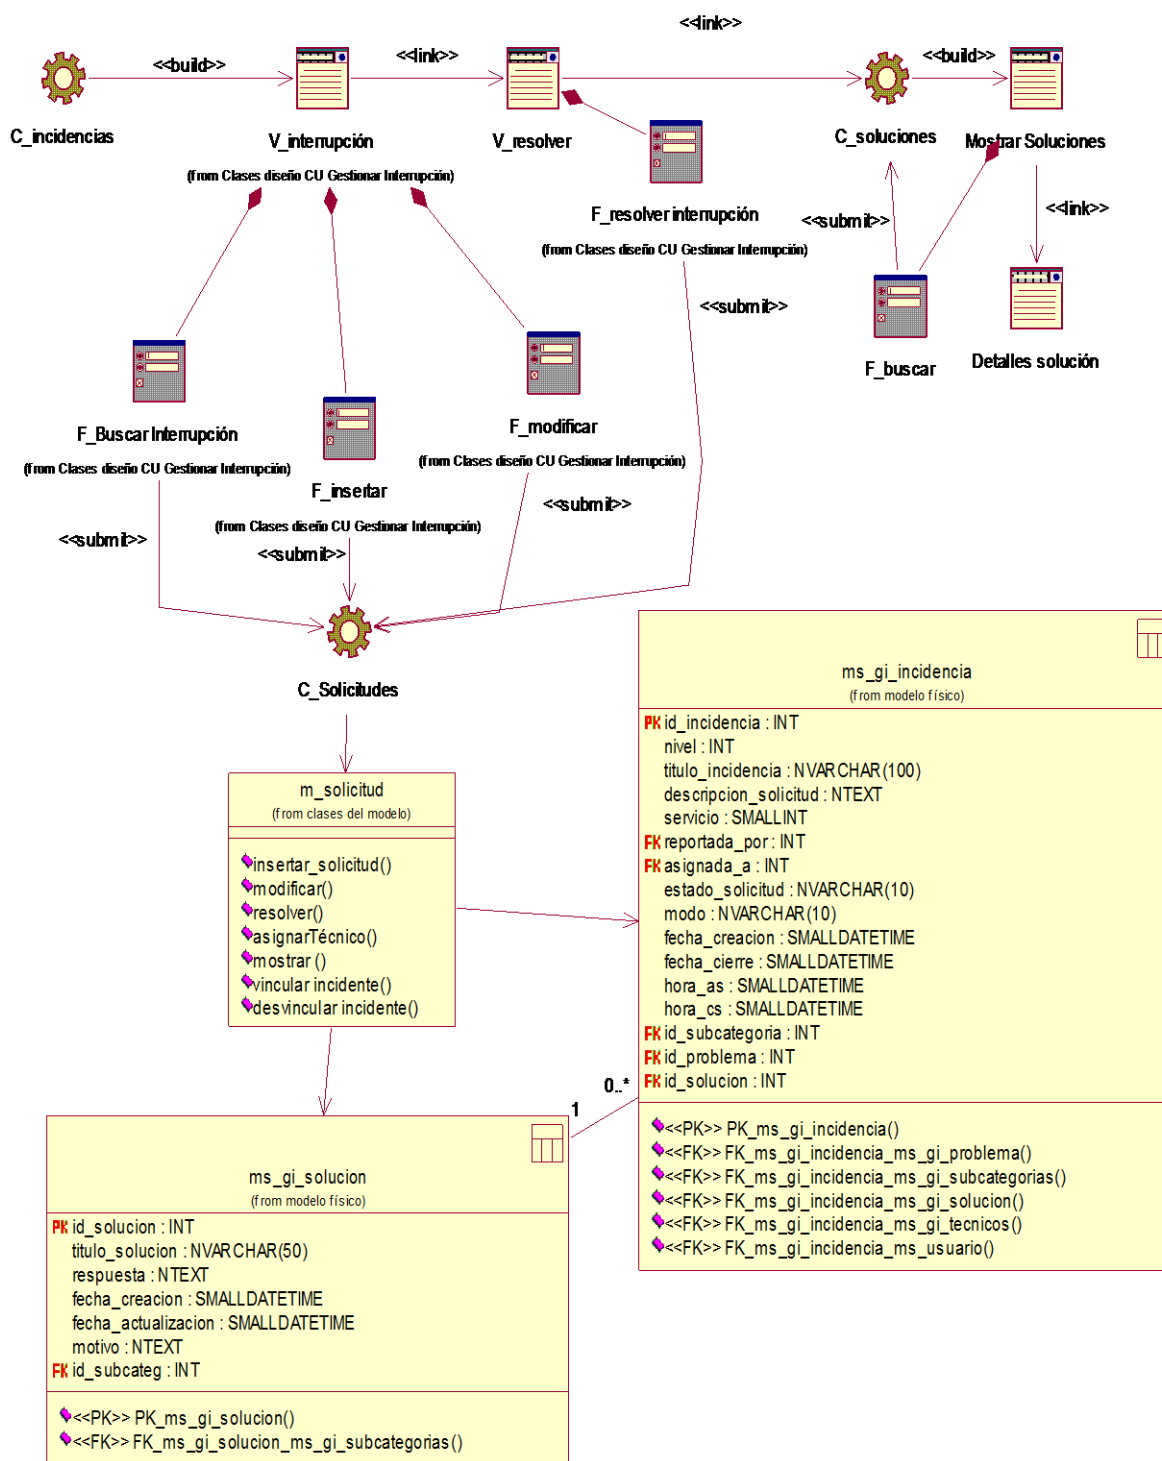 <<link>>
<<build>>
<<link>>
<<build>>
C_incidencias
V_interrupción
(from Clases diseño CU Gestionar Interrupción)
V_resolver
C_soluciones
Mostrar Soluciones
F_resolver interrupción
(from Clases diseño CU Gestionar Interrupción)
<<submit>>
<<link>>
<<submit>>
F_buscar
Detalles solución
F_Buscar Interrupción
(from Clases diseño CU Gestionar Interrupción)
F_modificar
(from Clases diseño CU Gestionar Interrupción)
F_insertar
(from Clases diseño CU Gestionar Interrupción)
<<submit>>
<<submit>>
<<submit>>
C_Solicitudes
ms_gi_incidencia
(from modelo físico)
PK id_incidencia : INT
nivel : INT
titulo_incidencia : NVARCHAR(100)
descripcion_solicitud : NTEXT
servicio : SMALLINT
FK reportada_por : INT
FK asignada_a : INT
estado_solicitud : NVARCHAR(10)
modo : NVARCHAR(10)
fecha_creacion : SMALLDATETIME
fecha_cierre : SMALLDATETIME
hora_as : SMALLDATETIME
hora_cs : SMALLDATETIME
FK id_subcategoria : INT
FK id_problema : INT
FK id_solucion : INT
<<PK>> PK_ms_gi_incidencia()
<<FK>> FK_ms_gi_incidencia_ms_gi_problema()
<<FK>> FK_ms_gi_incidencia_ms_gi_subcategorias()
<<FK>> FK_ms_gi_incidencia_ms_gi_solucion()
<<FK>> FK_ms_gi_incidencia_ms_gi_tecnicos()
<<FK>> FK_ms_gi_incidencia_ms_usuario()
m_solicitud
(from clases del modelo)
insertar_solicitud()
modificar()
resolver()
asignarTécnico()
mostrar ()
vincular incidente()
desvincular incidente()
0..*
1
ms_gi_solucion
(from modelo físico)
PK id_solucion : INT
titulo_solucion : NVARCHAR(50)
respuesta : NTEXT
fecha_creacion : SMALLDATETIME
fecha_actualizacion : SMALLDATETIME
motivo : NTEXT
FK id_subcateg : INT
<<PK>> PK_ms_gi_solucion()
<<FK>> FK_ms_gi_solucion_ms_gi_subcategorias()